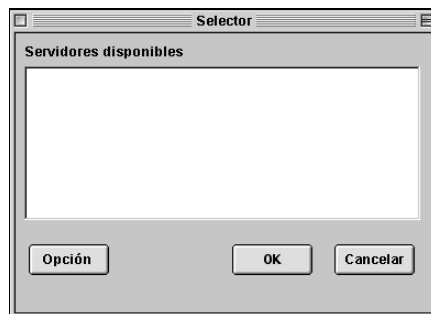 Selector
Servidores disponibles
Opción
OK
Cancelar